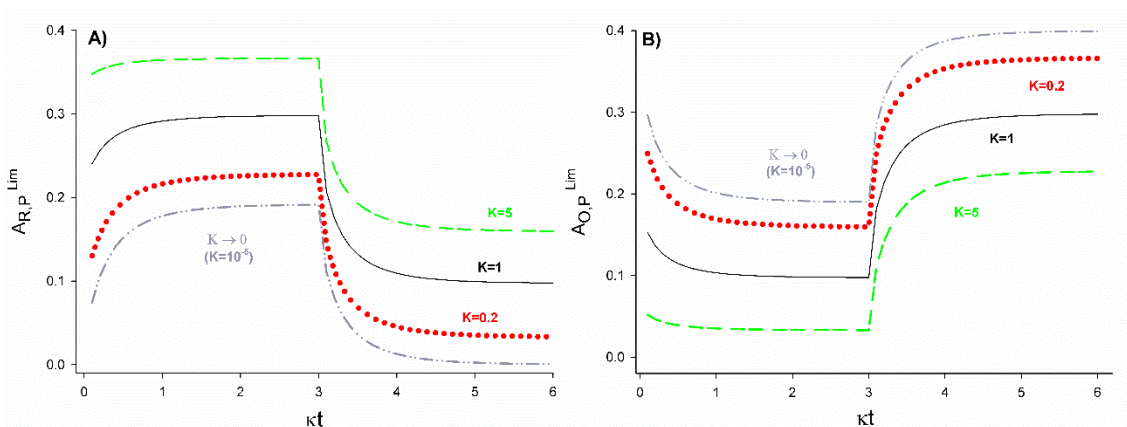 A)
0.4
0.3
0.2
0.1
0.0
A_{R,P}^{Lim}
K=5
K=1
K=0.2
K → 0
(K=10^{-5})
0 1 2 3 4 5 6
κt
B)
0.4
0.3
0.2
0.1
0.0
A_{O,P}^{Lim}
K=0.2
K=1
K → 0
(K=10^{-5})
K=5
0 1 2 3 4 5 6
κt